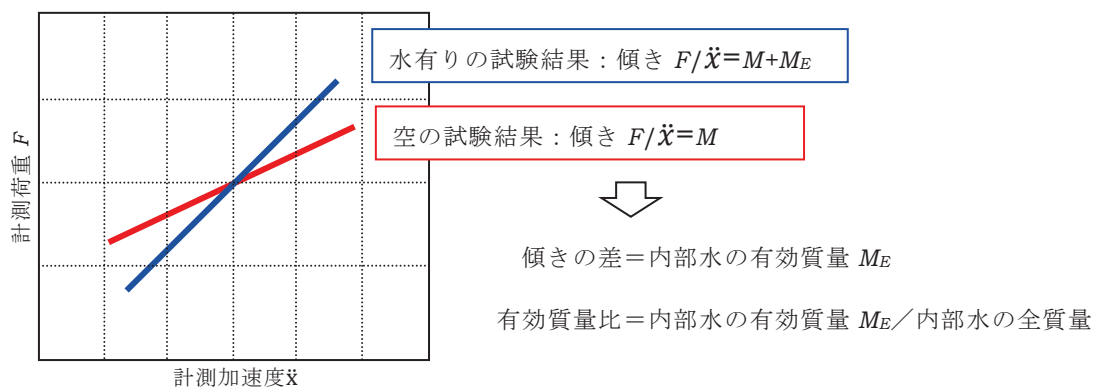 水有りの試験結果：傾き F/ẍ=M+ME
空の試験結果：傾き F/ẍ=M
計測荷重 F
計測加速度ẍ
傾きの差＝内部水の有効質量 ME
有効質量比＝内部水の有効質量 ME／内部水の全質量